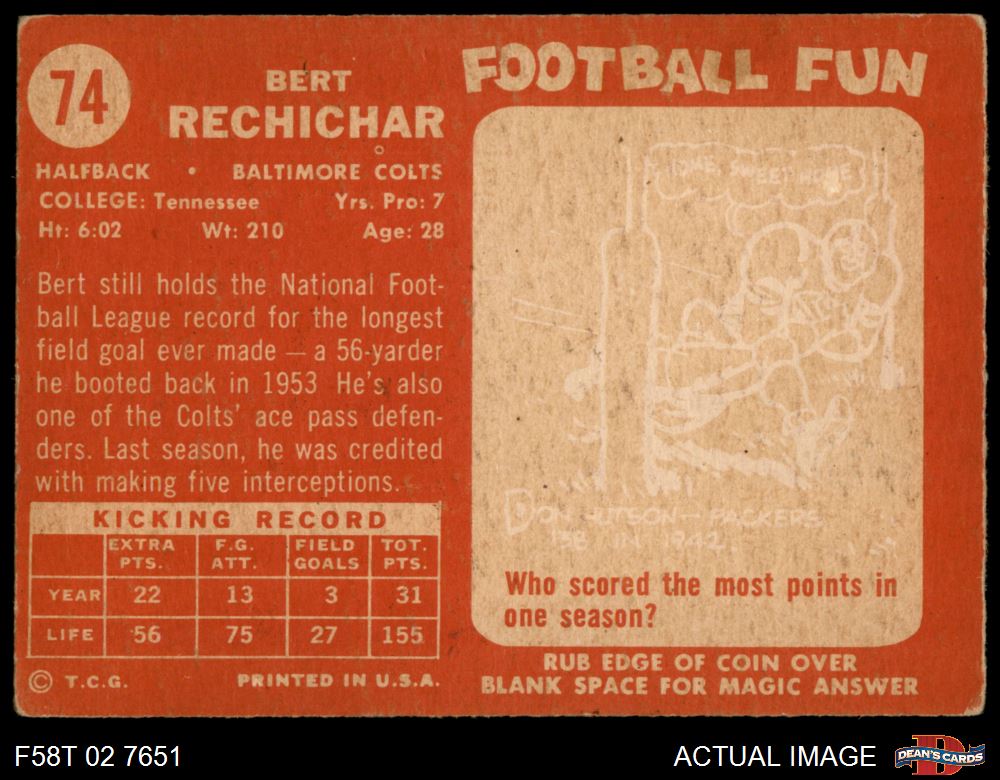 74
BERT
RECHICHAR
HALFBACK • BALTIMORE COLTS
COLLEGE: Tennessee Yrs. Pro: 7
Ht: 6:02 Wt: 210 Age: 28
Bert still holds the National Foot-
ball League record for the longest
field goal ever made — a 56-yarder
he booted back in 1953 He's also
one of the Colts' ace pass defen-
ders. Last season, he was credited
with making five interceptions.
KICKING RECORD
EXTRA PTS. F.G. ATT. FIELD GOALS TOT. PTS.
YEAR 22 13 3 31
LIFE 56 75 27 155
© T.C.G. PRINTED IN U.S.A.
FOOTBALL FUN
HOME SWEET HOME
DON HUTSON — PACKERS
138 IN 1942
Who scored the most points in
one season?
RUB EDGE OF COIN OVER
BLANK SPACE FOR MAGIC ANSWER
F58T 02 7651
ACTUAL IMAGE
DEAN'S CARDS